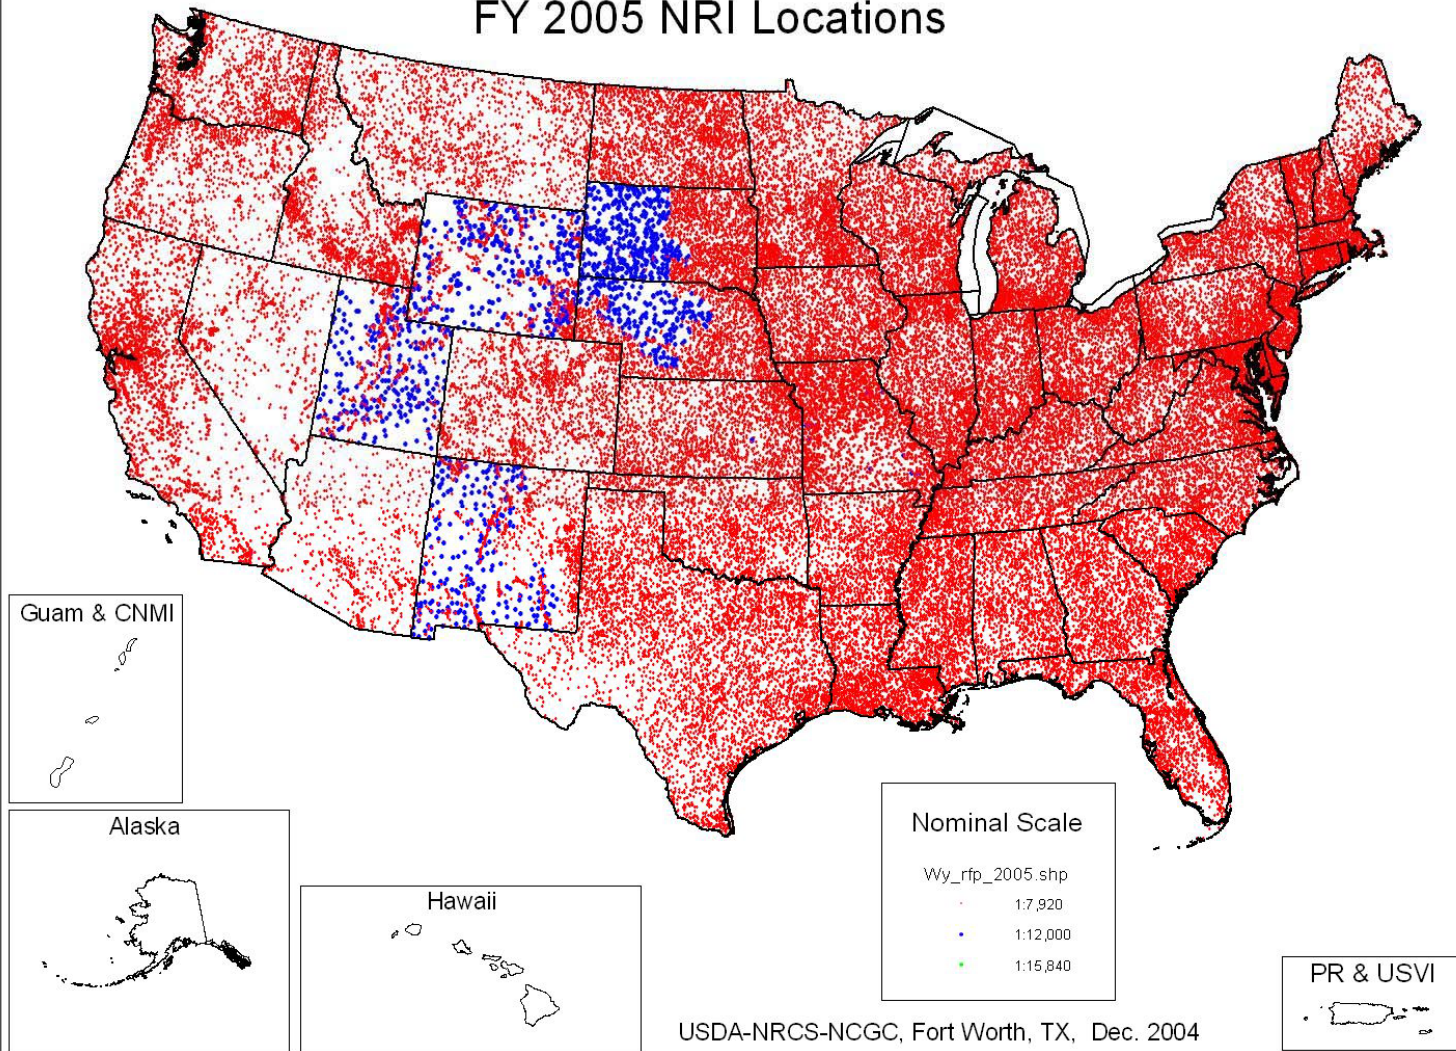 FY 2005 NRI Locations
Guam & CNMI
Alaska
Hawaii
Nominal Scale
Wy_rfp_2005.shp
1:7,920
1:12,000
1:15,840
PR & USVI
USDA-NRCS-NCGC, Fort Worth, TX, Dec. 2004